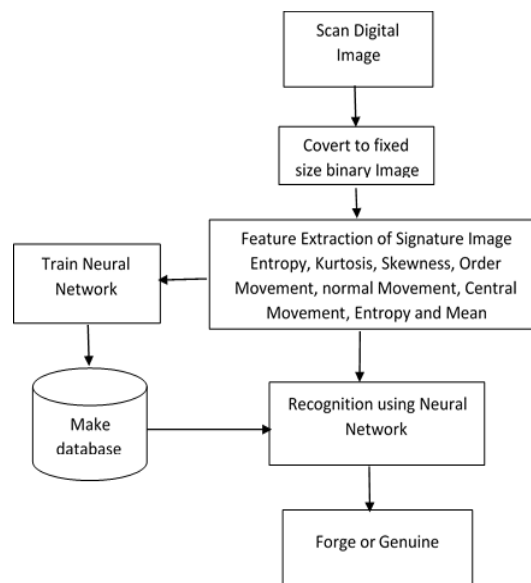 Scan Digital
Image
Covert to fixed
size binary Image
Feature Extraction of Signature Image
Entropy, Kurtosis, Skewness, Order
Movement, normal Movement, Central
Movement, Entropy and Mean
Train Neural
Network
Make
database
Recognition using Neural
Network
Forge or Genuine